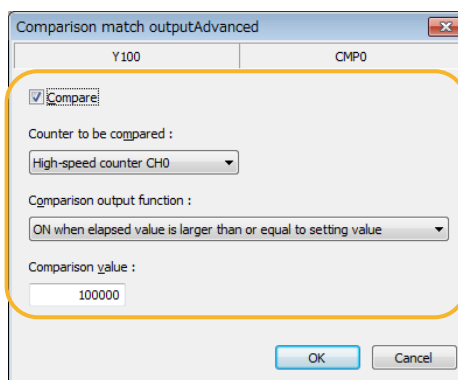 Comparison match outputAdvanced
Y100 CMP0
Compare
Counter to be compared :
High-speed counter CH0
Comparison output function :
ON when elapsed value is larger than or equal to setting value
Comparison value :
100000
OK Cancel